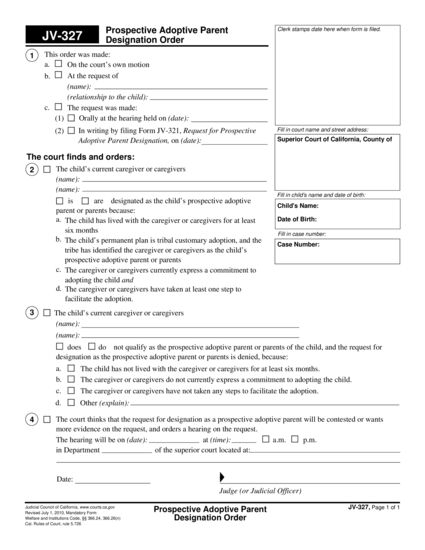 JV-327
Prospective Adoptive Parent
Designation Order
Clerk stamps date here when form is filed.
1 This order was made:
a. On the court's own motion
b. At the request of
(name):
(relationship to the child):
c. The request was made:
(1) Orally at the hearing held on (date):
(2) In writing by filing Form JV-321, Request for Prospective
Adoptive Parent Designation, on (date):
Fill in court name and street address:
Superior Court of California, County of
The court finds and orders:
2 The child's current caregiver or caregivers
(name):
(name):
is are designated as the child's prospective adoptive
parent or parents because:
a. The child has lived with the caregiver or caregivers for at least
six months
b. The child's permanent plan is tribal customary adoption, and the
tribe has identified the caregiver or caregivers as the child's
prospective adoptive parent or parents
c. The caregiver or caregivers currently express a commitment to
adopting the child and
d. The caregiver or caregivers have taken at least one step to
facilitate the adoption.
Fill in child's name and date of birth:
Child's Name:
Date of Birth:
Fill in case number:
Case Number:
3 The child's current caregiver or caregivers
(name):
(name):
does do not qualify as the prospective adoptive parent or parents of the child, and the request for
designation as the prospective adoptive parent or parents is denied, because:
a. The child has not lived with the caregiver or caregivers for at least six months.
b. The caregiver or caregivers do not currently express a commitment to adopting the child.
c. The caregiver or caregivers have not taken any steps to facilitate the adoption.
d. Other (explain):
4 The court thinks that the request for designation as a prospective adoptive parent will be contested or wants
more evidence on the request, and orders a hearing on the request.
The hearing will be on (date): at (time): a.m. p.m.
in Department of the superior court located at:
Date:
Judge (or Judicial Officer)
Judicial Council of California, www.courts.ca.gov
Revised July 1, 2010, Mandatory Form
Welfare and Institutions Code, §§ 366.24, 366.26(n)
Cal. Rules of Court, rule 5.726
Prospective Adoptive Parent
Designation Order
JV-327, Page 1 of 1